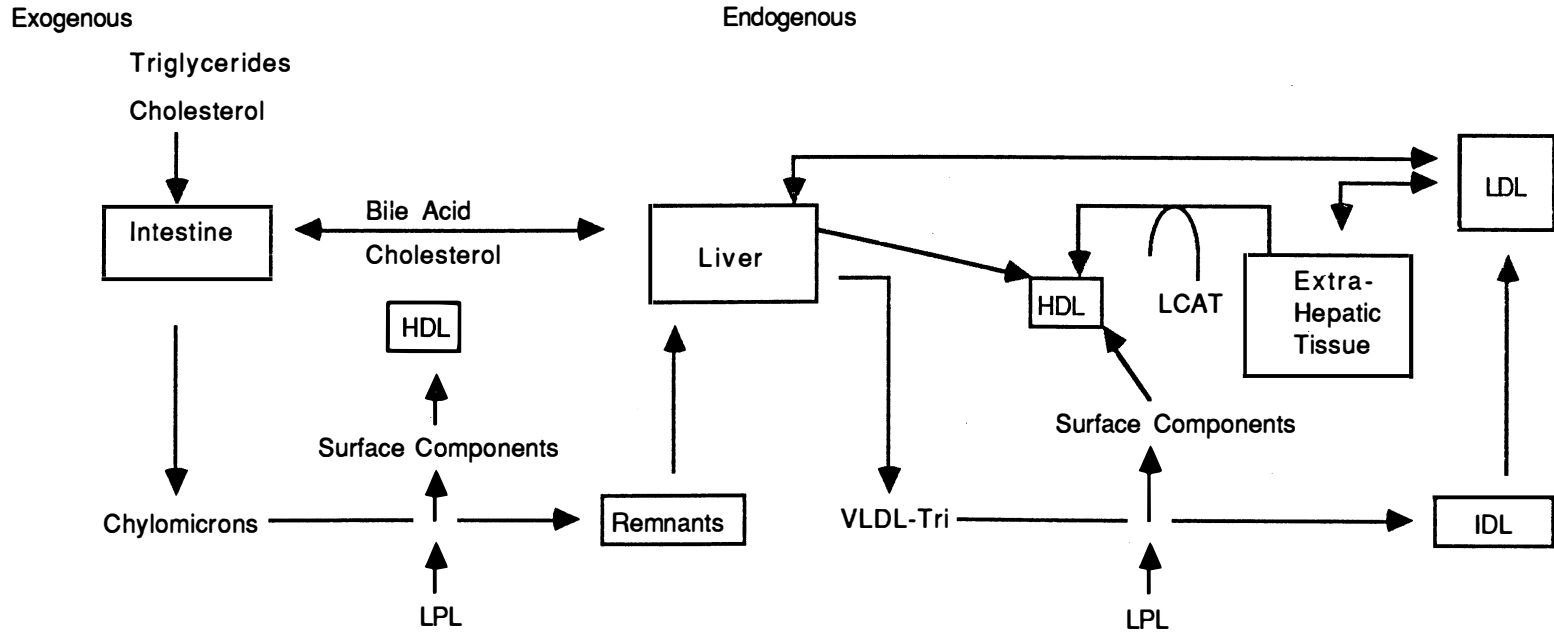 Exogenous
Endogenous
Triglycerides
Cholesterol
Intestine
Bile Acid
Cholesterol
Liver
LDL
HDL
HDL
LCAT
Extra-
Hepatic
Tissue
Surface Components
Surface Components
Chylomicrons
Remnants
VLDL-Tri
IDL
LPL
LPL